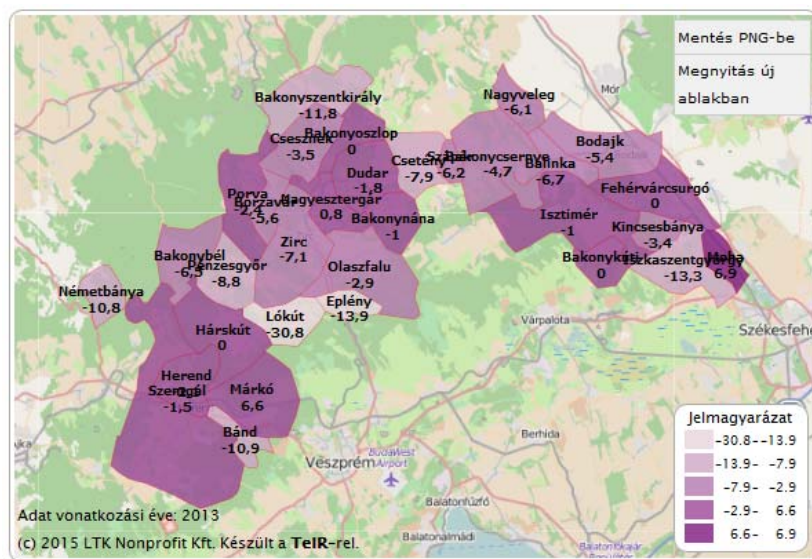 Mentés PNG-be
Megnyitás új
ablakban
Mór
Nagyveleg
-6,1
Bakonyszentkirály
-11,8
Bakonyoszlop
0
Csesznek
-3,5
Bodajk
-5,4
Bakonycsernye
-4,7
Balinka
-6,7
Csetény
-7,9
-6,2
Dudar
-1,8
Fehérvárcsurgó
0
Porva
Borzavár
-5,6
Nagyesztergár
0,8
Bakonynána
-1
Isztimér
-1
Kincsesbánya
-3,4
Zirc
-7,1
Bakonybél
Pénzesgyőr
-8,8
Olaszfalu
-2,9
Bakonykúti
0
Iszkaszentgyörgy
-13,3
Moha
6,9
Németbánya
-10,8
Eplény
-13,9
Lókút
-30,8
Várpalota
Székesfehé
Hárskút
0
Herend
Szentgál
-1,5
Márkó
6,6
Bánd
-10,9
Veszprém
BudaWest
Airport
Berhida
Ajka
Balatonfűzfő
Balatonalmádi
Jelmagyarázat
-30.8– -13.9
-13.9– -7.9
-7.9– -2.9
-2.9– 6.6
6.6– 6.9
Adat vonatkozási éve: 2013
(c) 2015 LTK Nonprofit Kft. Készült a TeIR-rel.